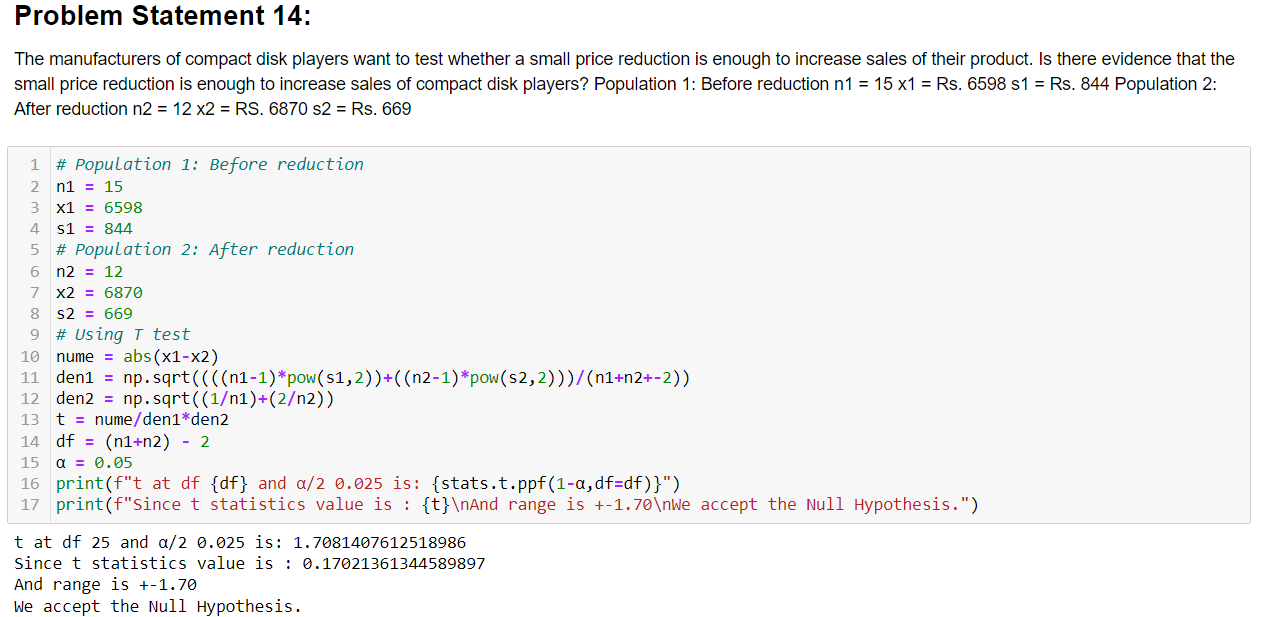 Problem Statement 14:
The manufacturers of compact disk players want to test whether a small price reduction is enough to increase sales of their product. Is there evidence that the
small price reduction is enough to increase sales of compact disk players? Population 1: Before reduction n1 = 15 x1 = Rs. 6598 s1 = Rs. 844 Population 2:
After reduction n2 = 12 x2 = RS. 6870 s2 = Rs. 669
1 # Population 1: Before reduction
2 n1 = 15
3 x1 = 6598
4 s1 = 844
5 # Population 2: After reduction
6 n2 = 12
7 x2 = 6870
8 s2 = 669
9 # Using T test
10 nume = abs(x1-x2)
11 den1 = np.sqrt((((n1-1)*pow(s1,2))+((n2-1)*pow(s2,2)))/(n1+n2+-2))
12 den2 = np.sqrt((1/n1)+(2/n2))
13 t = nume/den1*den2
14 df = (n1+n2) - 2
15 α = 0.05
16 print(f"t at df {df} and α/2 0.025 is: {stats.t.ppf(1-α,df=df)}")
17 print(f"Since t statistics value is : {t}\nAnd range is +-1.70\nWe accept the Null Hypothesis.")
t at df 25 and α/2 0.025 is: 1.7081407612518986
Since t statistics value is : 0.17021361344589897
And range is +-1.70
We accept the Null Hypothesis.